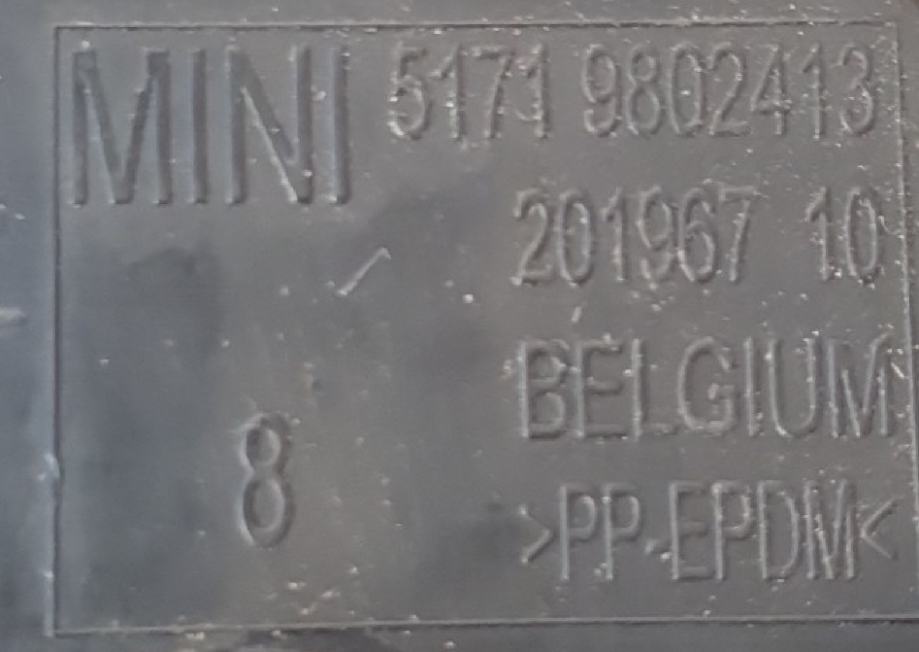 MINI 5171 9802413
201967 10
BELGIUM
8
>PP-EPDM<